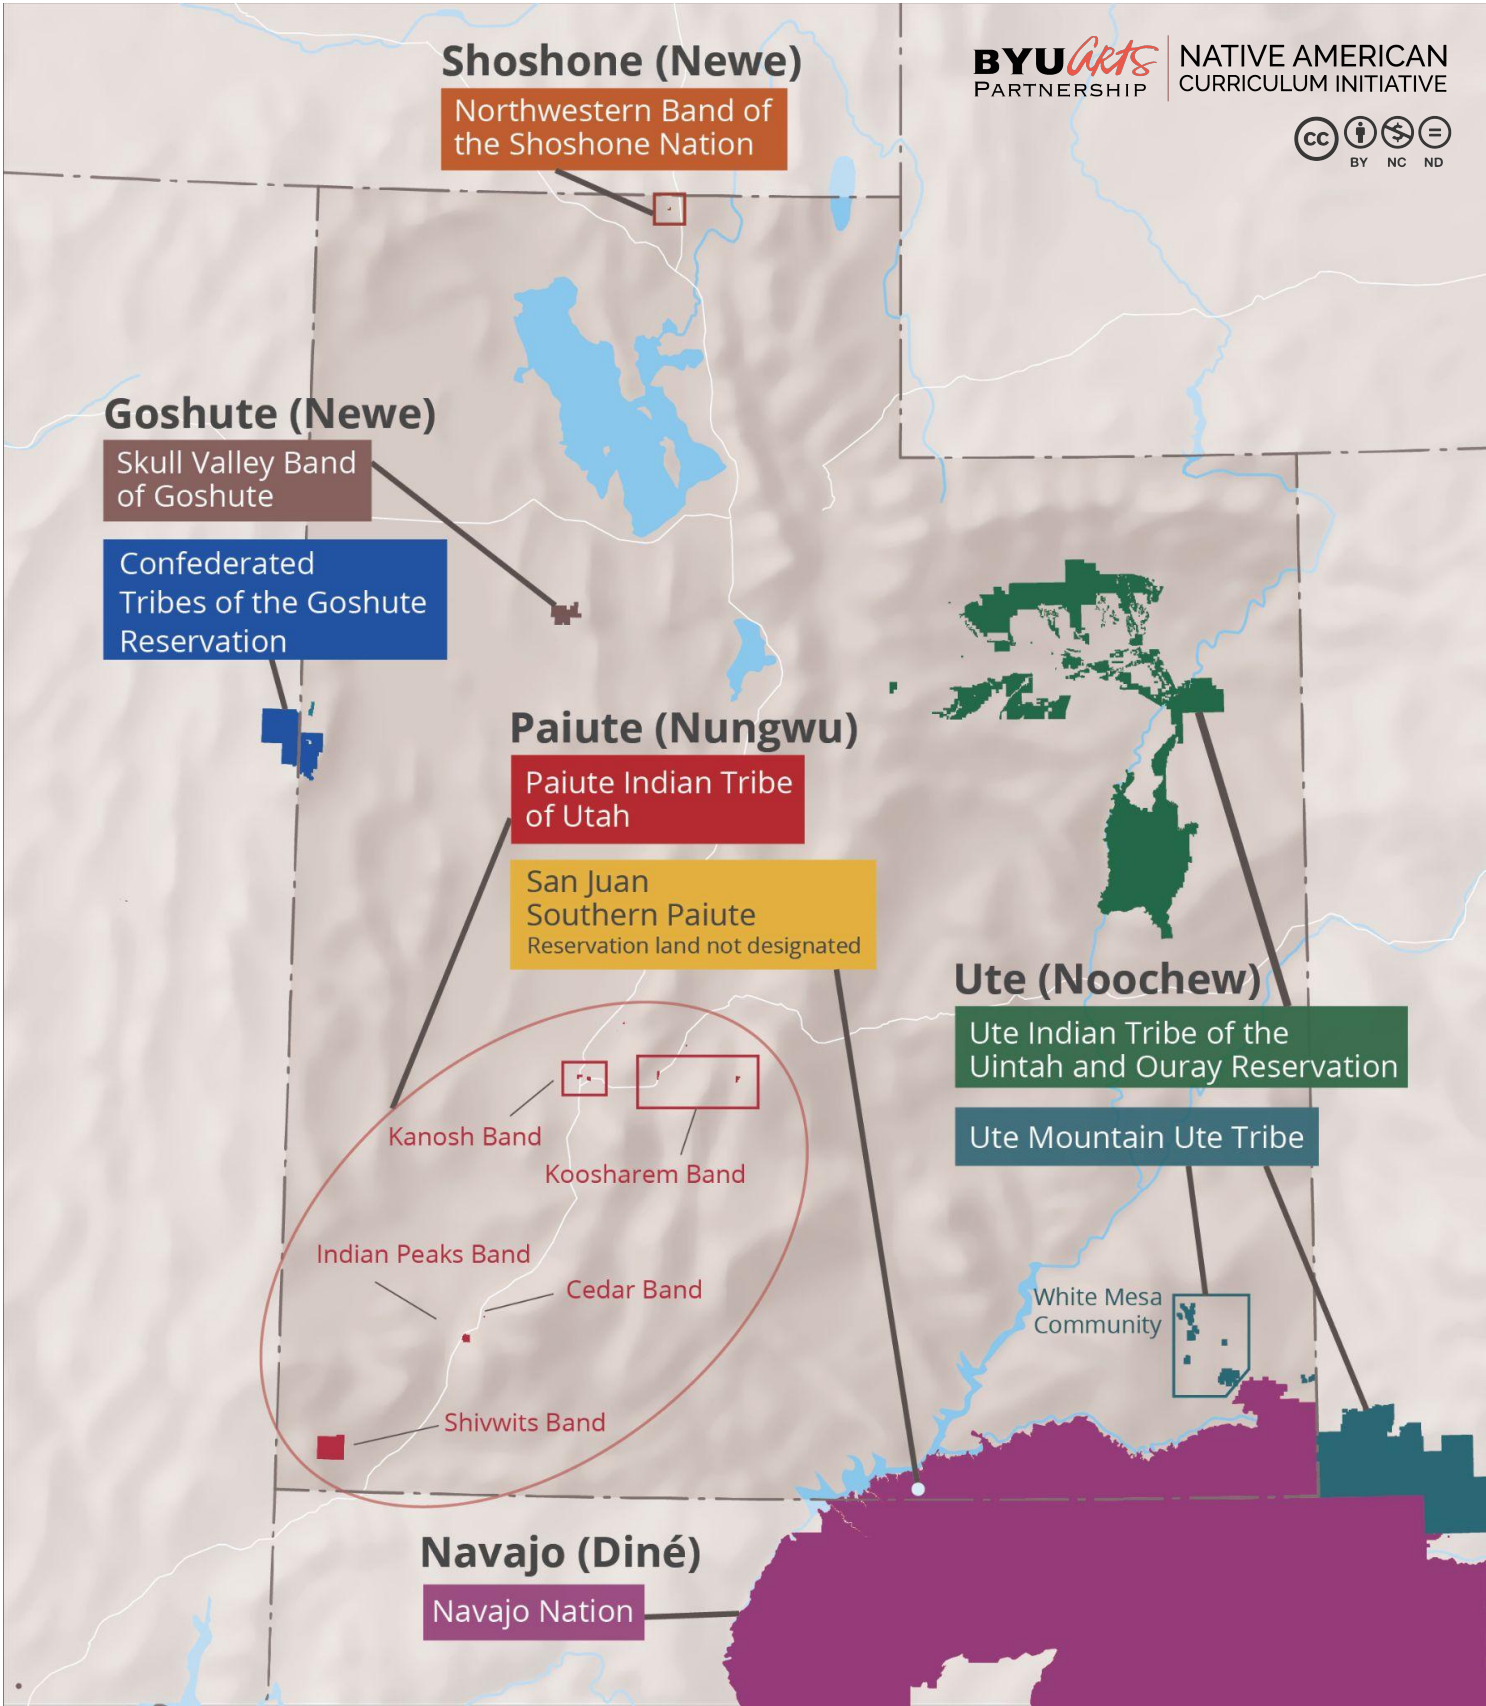 Shoshone (Newe)
Northwestern Band of
the Shoshone Nation
BYU Arts
PARTNERSHIP
NATIVE AMERICAN
CURRICULUM INITIATIVE
cc
BY NC ND
Goshute (Newe)
Skull Valley Band
of Goshute
Confederated
Tribes of the Goshute
Reservation
Paiute (Nungwu)
Paiute Indian Tribe
of Utah
San Juan
Southern Paiute
Reservation land not designated
Ute (Noochew)
Ute Indian Tribe of the
Uintah and Ouray Reservation
Ute Mountain Ute Tribe
Kanosh Band
Koosharem Band
Indian Peaks Band
Cedar Band
White Mesa
Community
Shivwits Band
Navajo (Diné)
Navajo Nation